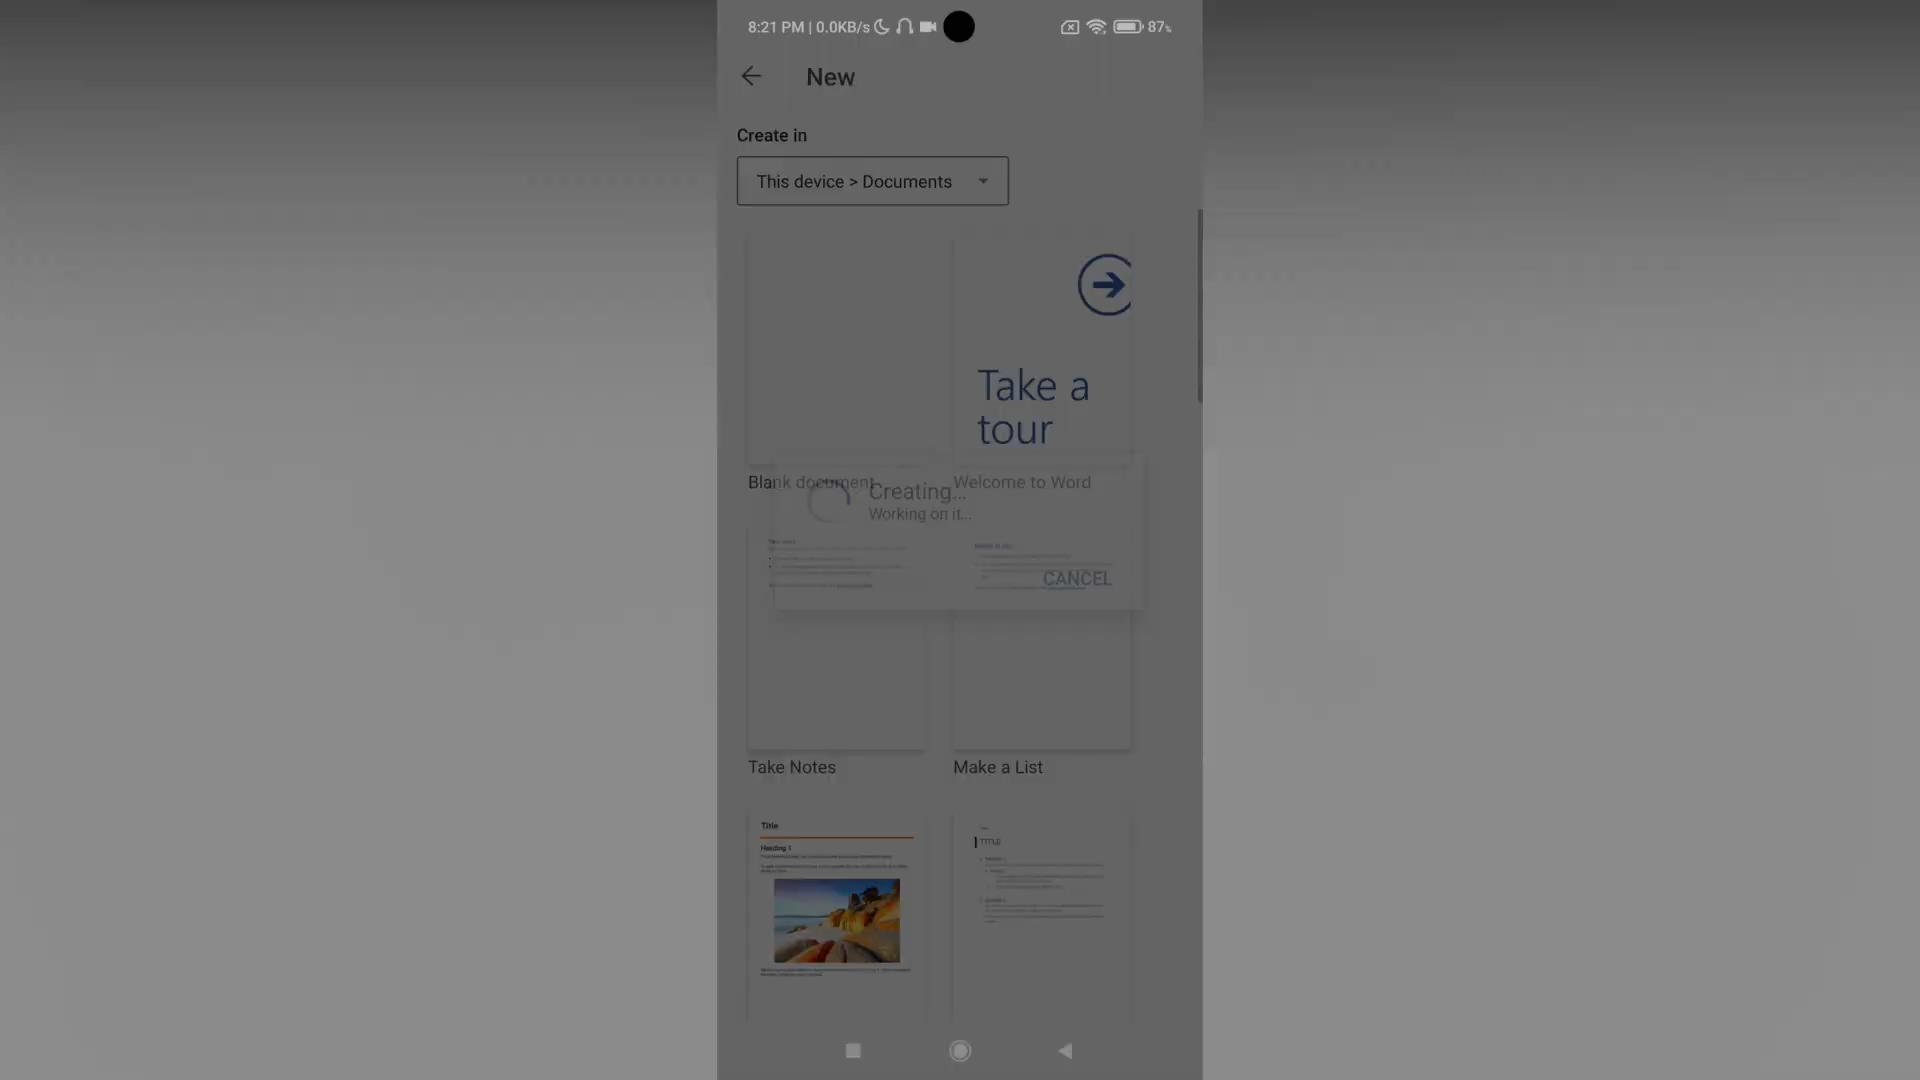 8:21 PM | 0.0KB/s 87%
New
Create in
This device > Documents
Take a
tour
Blank document
Welcome to Word
Creating...
Working on it...
CANCEL
Take Notes
Make a List
Title
TITLE
Heading 1